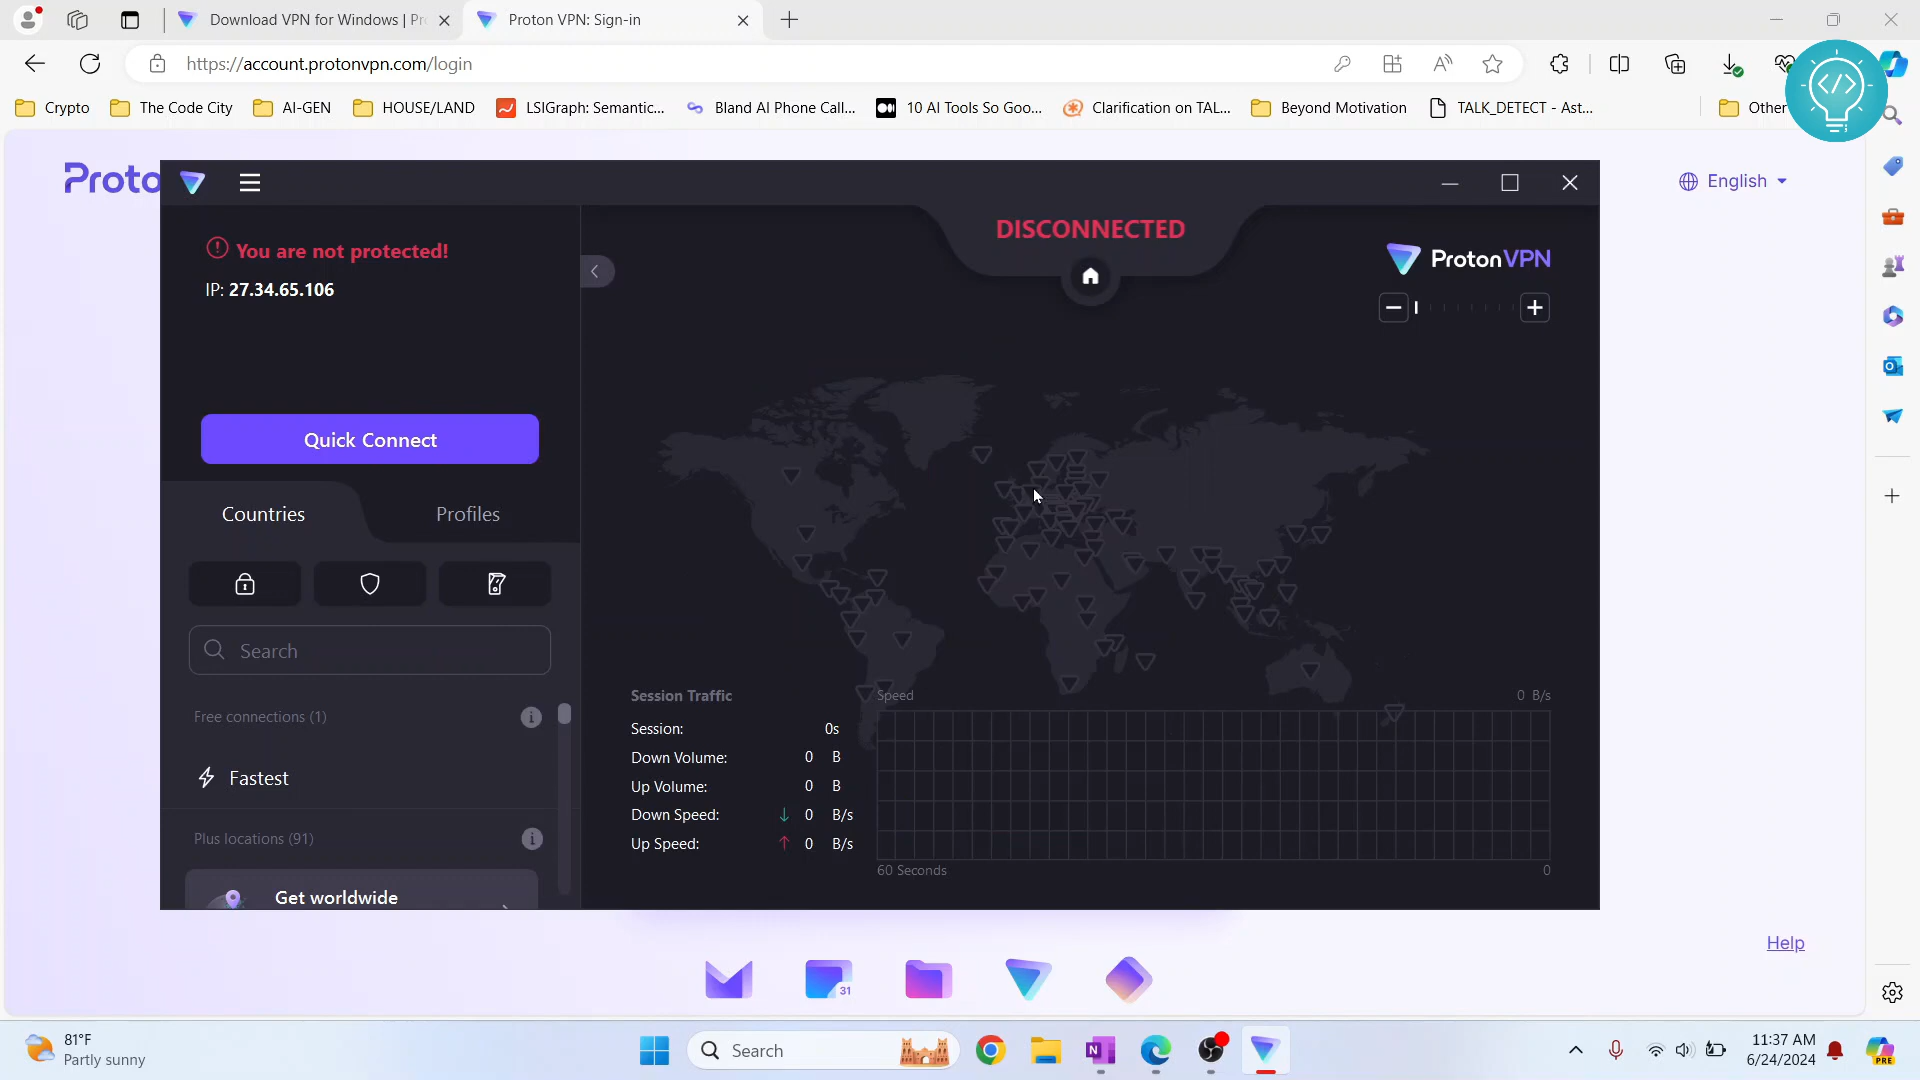 Download VPN for Windows | Pr
Proton VPN: Sign-in
https://account.protonvpn.com/login
Crypto
The Code City
AI-GEN
HOUSE/LAND
LSIGraph: Semantic...
Bland AI Phone Call...
10 AI Tools So Goo...
Clarification on TAL...
Beyond Motivation
TALK_DETECT - Ast...
Other
Proto
English
DISCONNECTED
You are not protected!
IP: 27.34.65.106
ProtonVPN
Quick Connect
Countries
Profiles
Search
Free connections (1)
Fastest
Plus locations (91)
Get worldwide
Session Traffic
Speed
0 B/s
Session: 0s
Down Volume: 0 B
Up Volume: 0 B
Down Speed: ↓ 0 B/s
Up Speed: ↑ 0 B/s
60 Seconds
0
Help
31
81°F
Partly sunny
Search
11:37 AM
6/24/2024
PRE